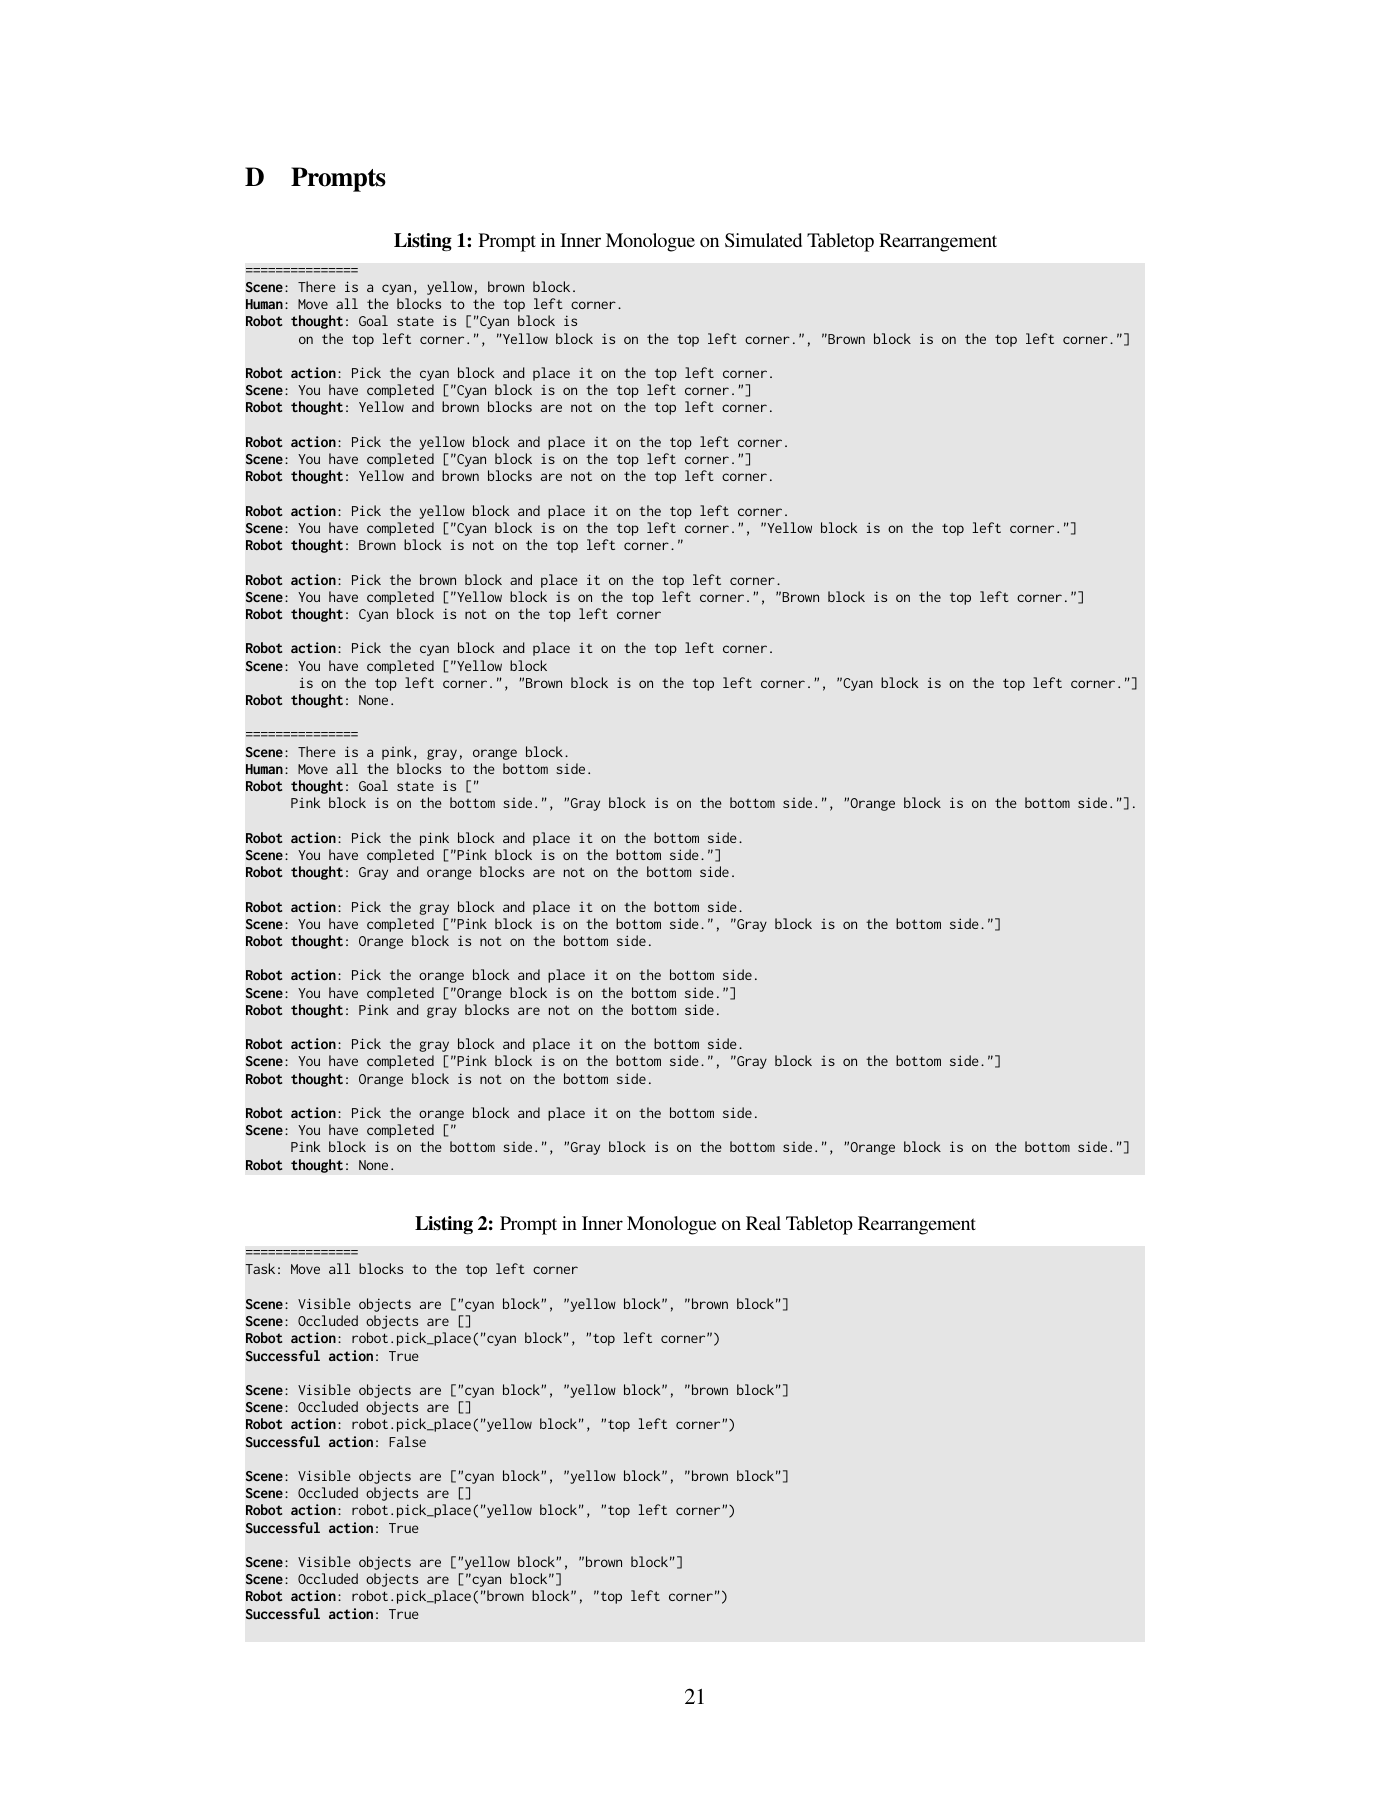 D Prompts
Listing 1: Prompt in Inner Monologue on Simulated Tabletop Rearrangement
===============
Scene: There is a cyan, yellow, brown block.
Human: Move all the blocks to the top left corner.
Robot thought: Goal state is ["Cyan block is
on the top left corner.", "Yellow block is on the top left corner.", "Brown block is on the top left corner."]
Robot action: Pick the cyan block and place it on the top left corner.
Scene: You have completed ["Cyan block is on the top left corner."]
Robot thought: Yellow and brown blocks are not on the top left corner.
Robot action: Pick the yellow block and place it on the top left corner.
Scene: You have completed ["Cyan block is on the top left corner."]
Robot thought: Yellow and brown blocks are not on the top left corner.
Robot action: Pick the yellow block and place it on the top left corner.
Scene: You have completed ["Cyan block is on the top left corner.", "Yellow block is on the top left corner."]
Robot thought: Brown block is not on the top left corner."
Robot action: Pick the brown block and place it on the top left corner.
Scene: You have completed ["Yellow block is on the top left corner.", "Brown block is on the top left corner."]
Robot thought: Cyan block is not on the top left corner
Robot action: Pick the cyan block and place it on the top left corner.
Scene: You have completed ["Yellow block
is on the top left corner.", "Brown block is on the top left corner.", "Cyan block is on the top left corner."]
Robot thought: None.
===============
Scene: There is a pink, gray, orange block.
Human: Move all the blocks to the bottom side.
Robot thought: Goal state is ["
Pink block is on the bottom side.", "Gray block is on the bottom side.", "Orange block is on the bottom side."].
Robot action: Pick the pink block and place it on the bottom side.
Scene: You have completed ["Pink block is on the bottom side."]
Robot thought: Gray and orange blocks are not on the bottom side.
Robot action: Pick the gray block and place it on the bottom side.
Scene: You have completed ["Pink block is on the bottom side.", "Gray block is on the bottom side."]
Robot thought: Orange block is not on the bottom side.
Robot action: Pick the orange block and place it on the bottom side.
Scene: You have completed ["Orange block is on the bottom side."]
Robot thought: Pink and gray blocks are not on the bottom side.
Robot action: Pick the gray block and place it on the bottom side.
Scene: You have completed ["Pink block is on the bottom side.", "Gray block is on the bottom side."]
Robot thought: Orange block is not on the bottom side.
Robot action: Pick the orange block and place it on the bottom side.
Scene: You have completed ["
Pink block is on the bottom side.", "Gray block is on the bottom side.", "Orange block is on the bottom side."]
Robot thought: None.
Listing 2: Prompt in Inner Monologue on Real Tabletop Rearrangement
===============
Task: Move all blocks to the top left corner
Scene: Visible objects are ["cyan block", "yellow block", "brown block"]
Scene: Occluded objects are []
Robot action: robot.pick_place("cyan block", "top left corner")
Successful action: True
Scene: Visible objects are ["cyan block", "yellow block", "brown block"]
Scene: Occluded objects are []
Robot action: robot.pick_place("yellow block", "top left corner")
Successful action: False
Scene: Visible objects are ["cyan block", "yellow block", "brown block"]
Scene: Occluded objects are []
Robot action: robot.pick_place("yellow block", "top left corner")
Successful action: True
Scene: Visible objects are ["yellow block", "brown block"]
Scene: Occluded objects are ["cyan block"]
Robot action: robot.pick_place("brown block", "top left corner")
Successful action: True
21